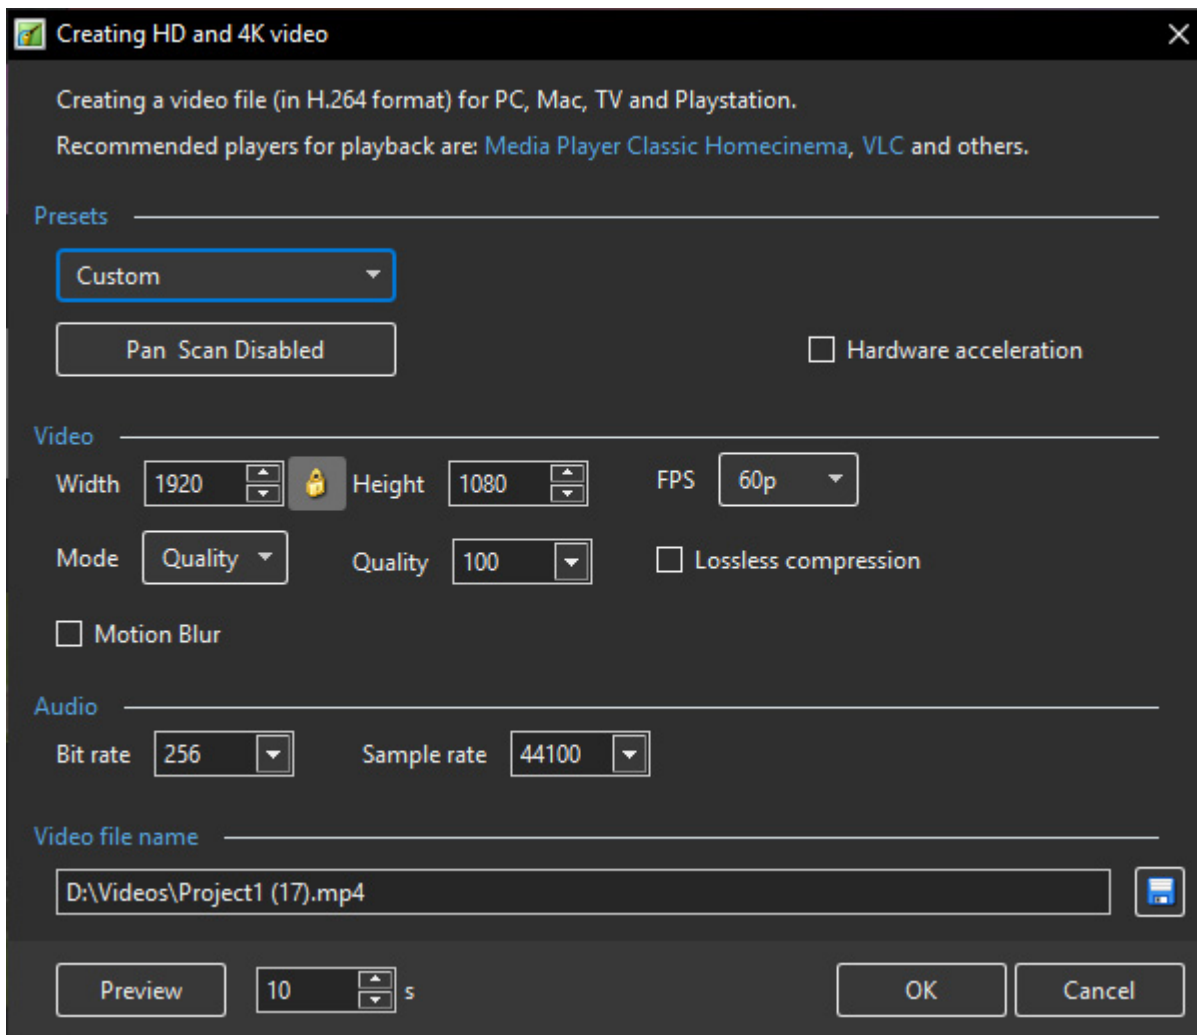 Creating HD and 4K video
Creating a video file (in H.264 format) for PC, Mac, TV and Playstation.
Recommended players for playback are: Media Player Classic Homecinema, VLC and others.
Presets
Custom
Pan  Scan Disabled
Hardware acceleration
Video
Width 1920 Height 1080 FPS 60p
Mode Quality Quality 100 Lossless compression
Motion Blur
Audio
Bit rate 256 Sample rate 44100
Video file name
D:\Videos\Project1 (17).mp4
Preview 10 s OK Cancel